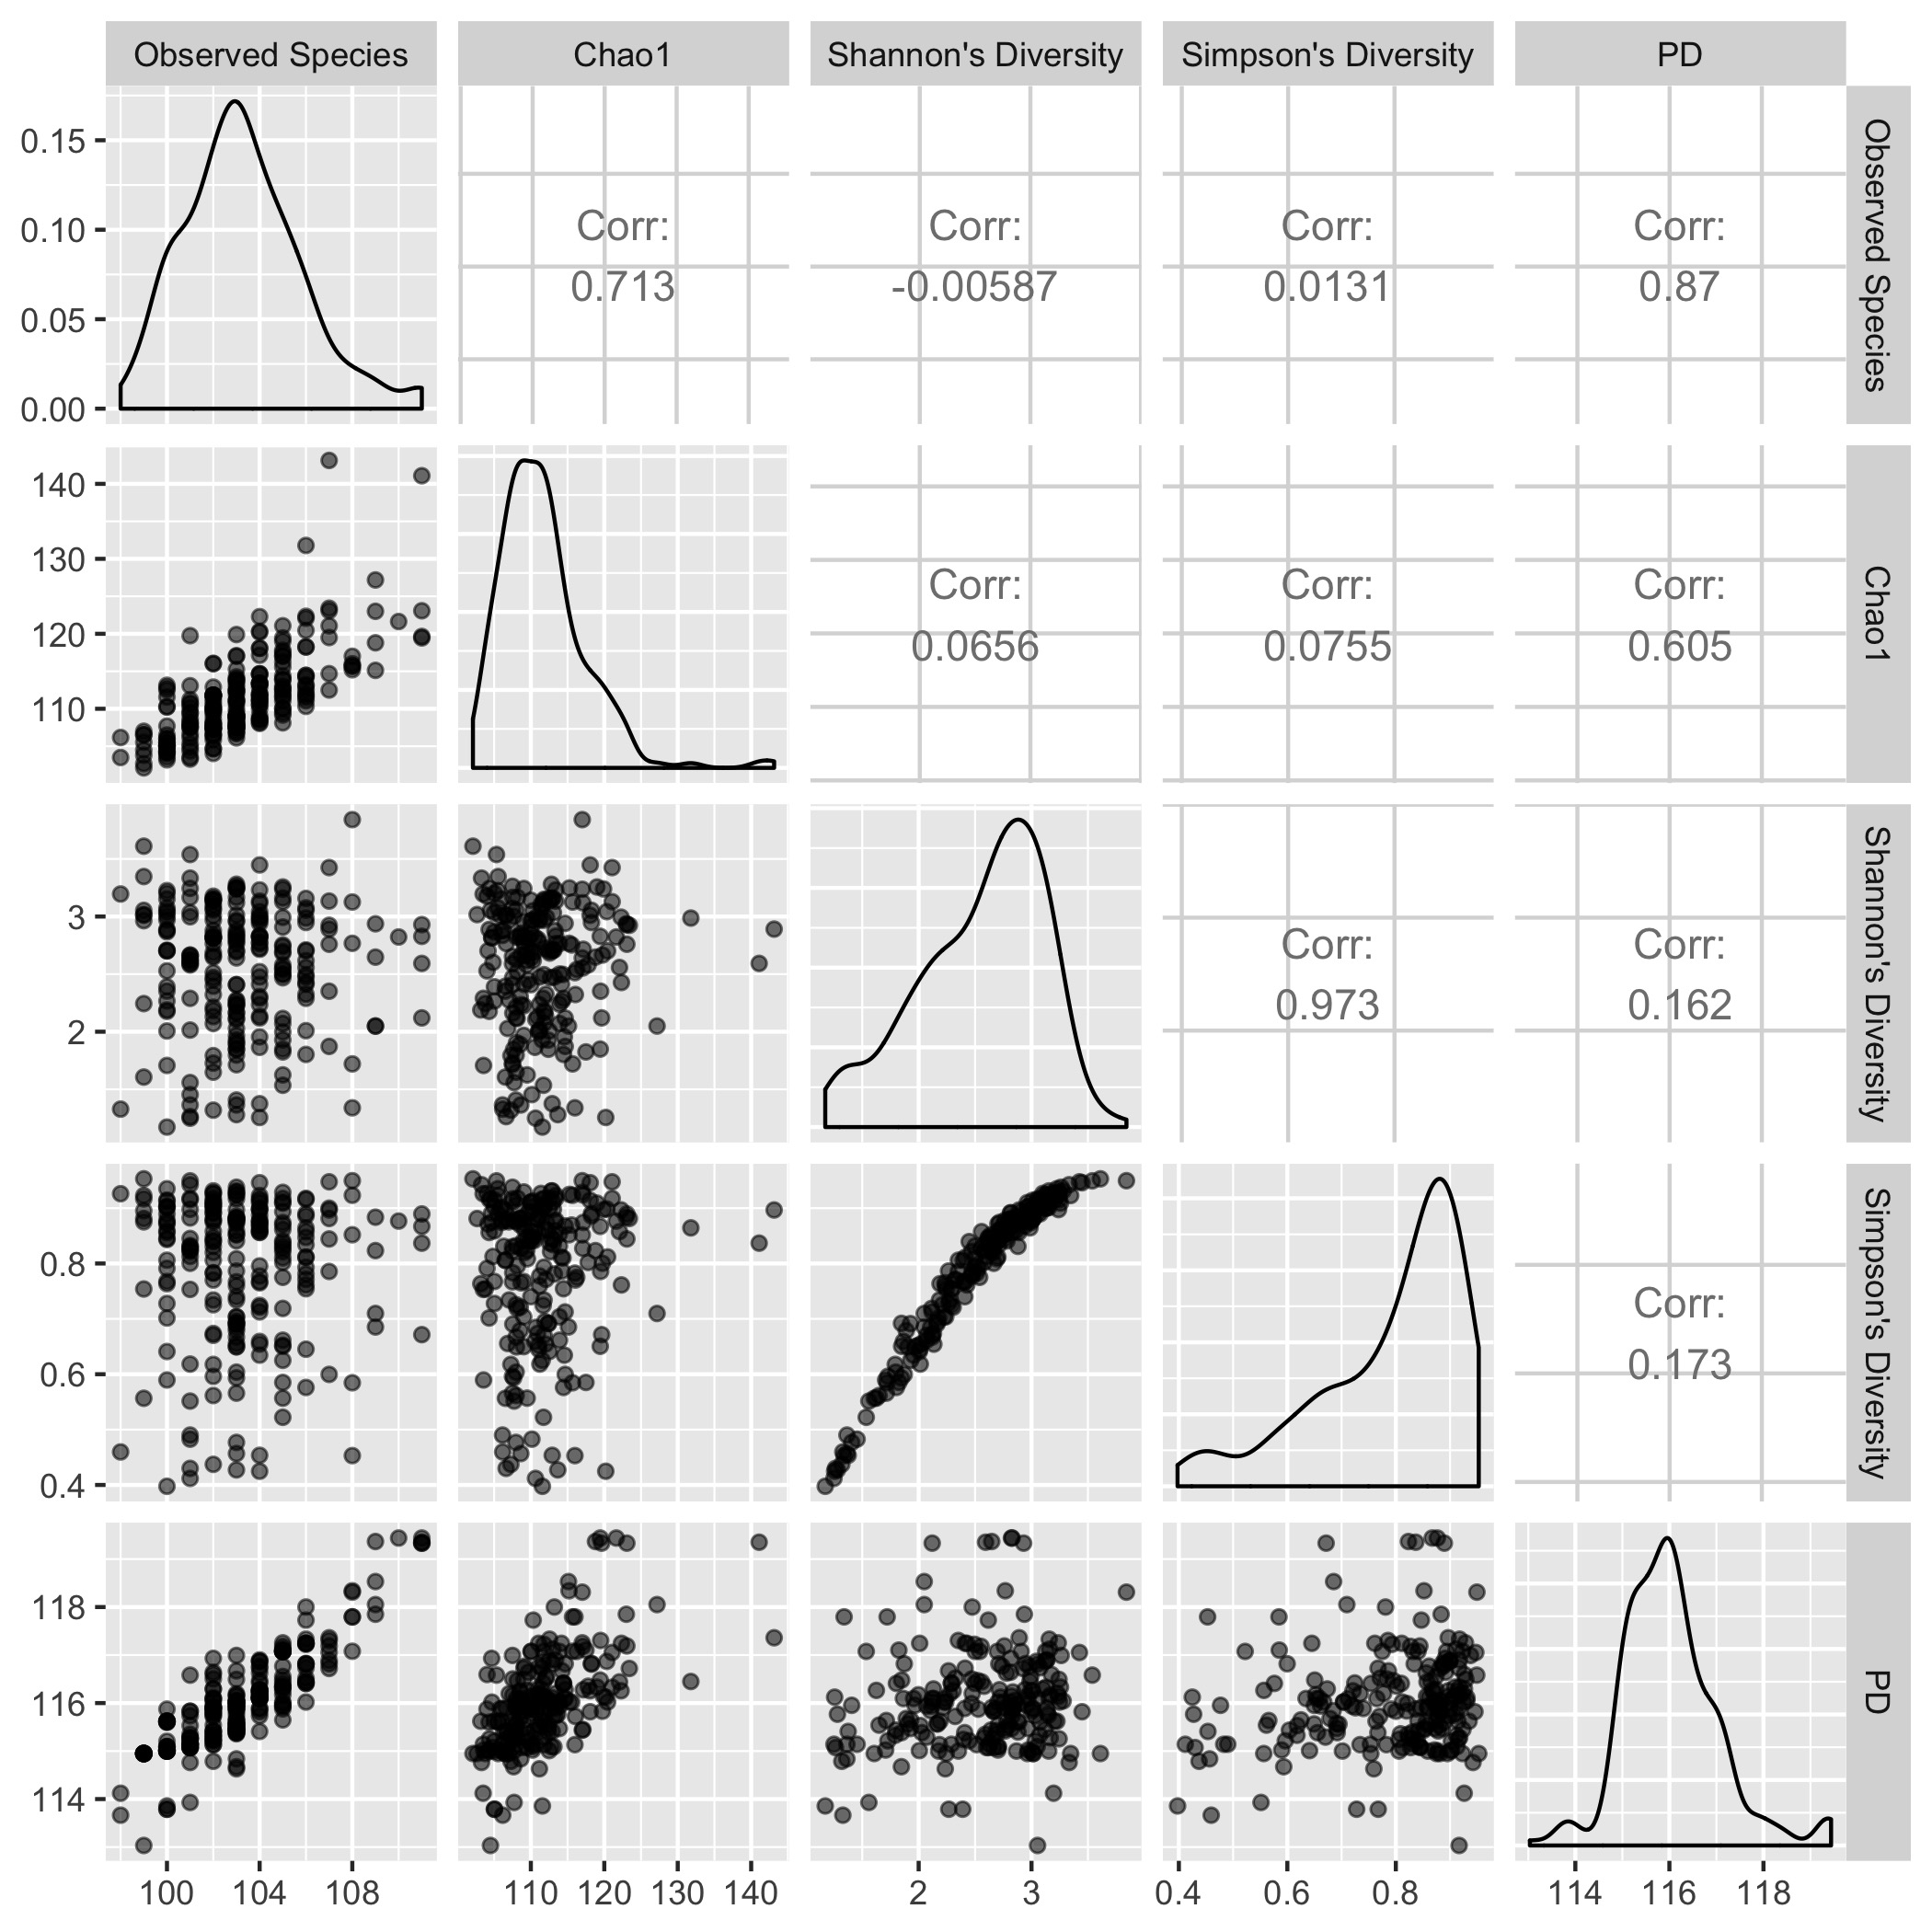 Observed Species
Chao1
Shannon's Diversity
Simpson's Diversity
PD
0.15
0.10
0.05
0.00
Corr:
0.713
Corr:
-0.00587
Corr:
0.0131
Corr:
0.87
Observed Species
140
130
120
110
Corr:
0.0656
Corr:
0.0755
Corr:
0.605
Chao1
3
2
Corr:
0.973
Corr:
0.162
Shannon's Diversity
0.8
0.6
0.4
Corr:
0.173
Simpson's Diversity
118
116
114
PD
100 104 108
110 120 130 140
2 3
0.4 0.6 0.8
114 116 118